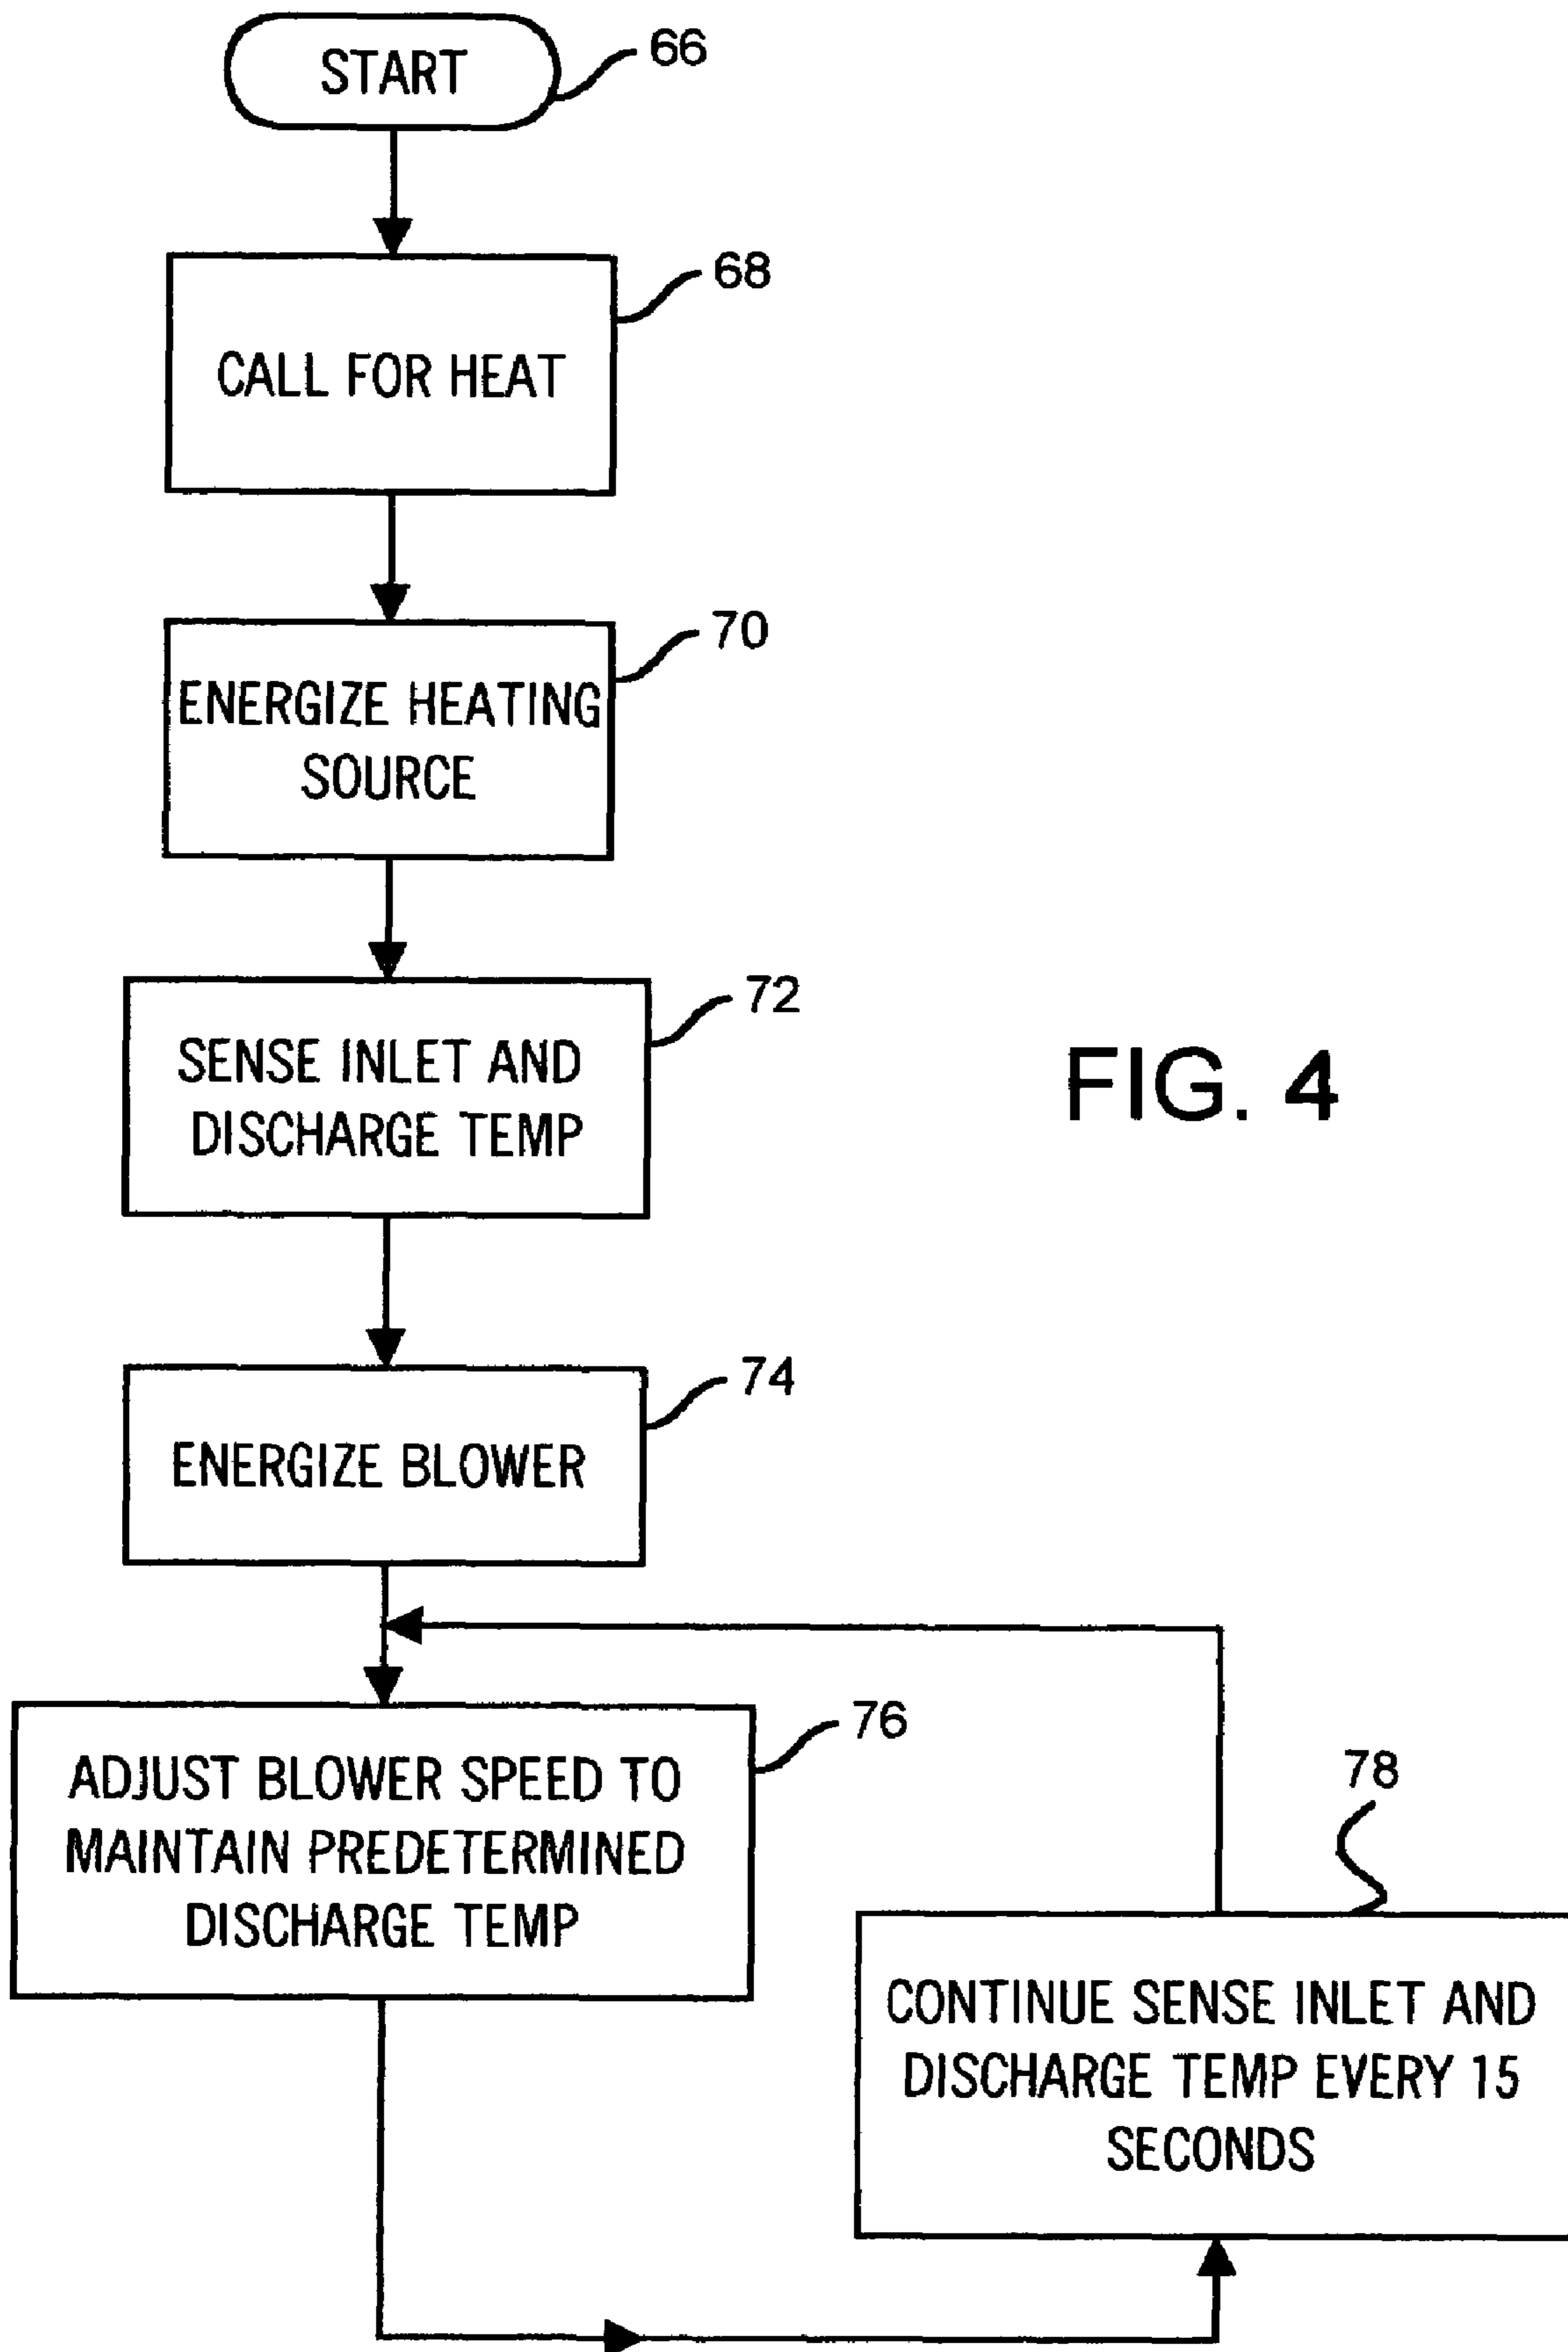 START
66
CALL FOR HEAT
68
ENERGIZE HEATING
SOURCE
70
SENSE INLET AND
DISCHARGE TEMP
72
FIG. 4
ENERGIZE BLOWER
74
ADJUST BLOWER SPEED TO
MAINTAIN PREDETERMINED
DISCHARGE TEMP
76
78
CONTINUE SENSE INLET AND
DISCHARGE TEMP EVERY 15
SECONDS